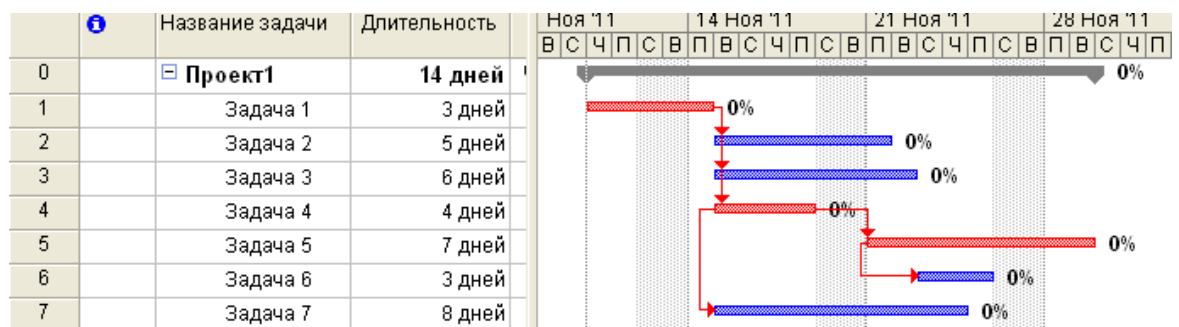 Название задачи Длительность Ноя '11 14 Ноя '11 21 Ноя '11 28 Ноя '11
В С Ч П С В П В С Ч П С В П В С Ч П С В П В С Ч П
0 Проект1 14 дней 0%
1 Задача 1 3 дней 0%
2 Задача 2 5 дней 0%
3 Задача 3 6 дней 0%
4 Задача 4 4 дней 0%
5 Задача 5 7 дней 0%
6 Задача 6 3 дней 0%
7 Задача 7 8 дней 0%